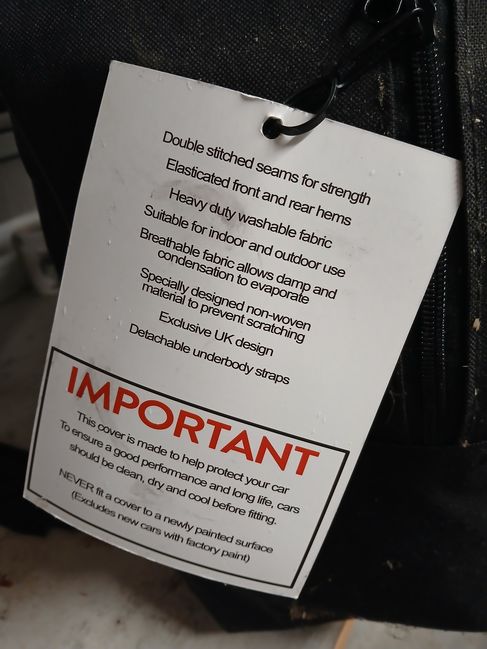 Double stitched seams for strength
Elasticated front and rear hems
Heavy duty washable fabric
Suitable for indoor and outdoor use
Breathable fabric allows damp and
condensation to evaporate
Specially designed non-woven
material to prevent scratching
Exclusive UK design
Detachable underbody straps
IMPORTANT
This cover is made to help protect your car
To ensure a good performance and long life, cars
should be clean, dry and cool before fitting.
NEVER fit a cover to a newly painted surface
(Excludes new cars with factory paint)